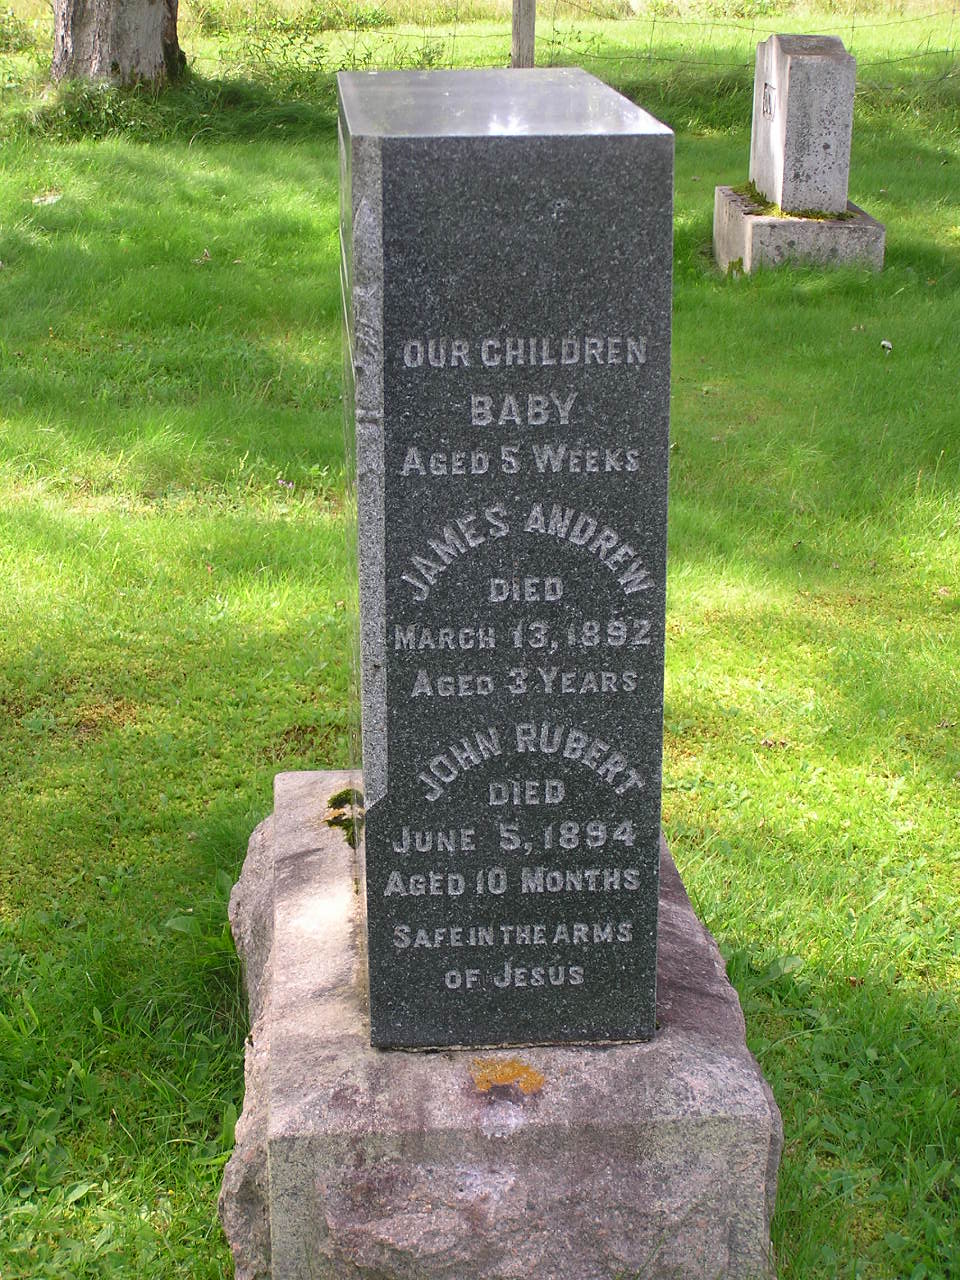 OUR CHILDREN
BABY
AGED 5 WEEKS
JAMES ANDREW
DIED
MARCH 13, 1892
AGED 3 YEARS
JOHN RUBERT
DIED
JUNE 5, 1894
AGED 10 MONTHS
SAFE IN THE ARMS
OF JESUS